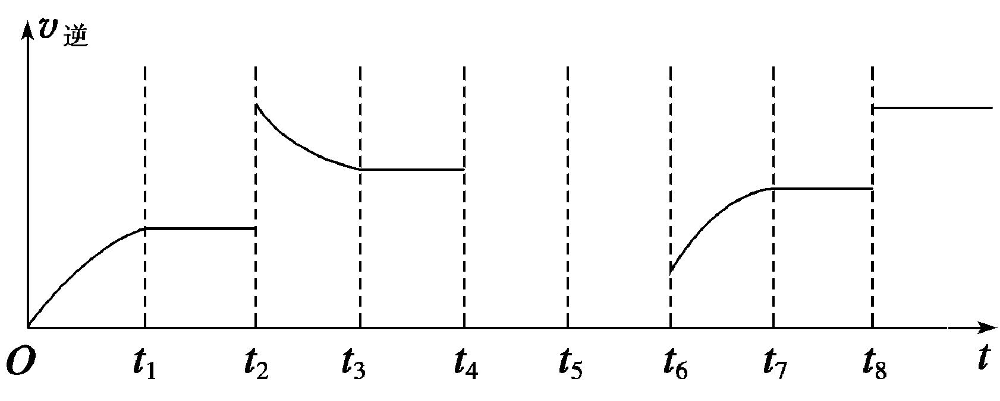 v逆
O t₁ t₂ t₃ t₄ t₅ t₆ t₇ t₈ t